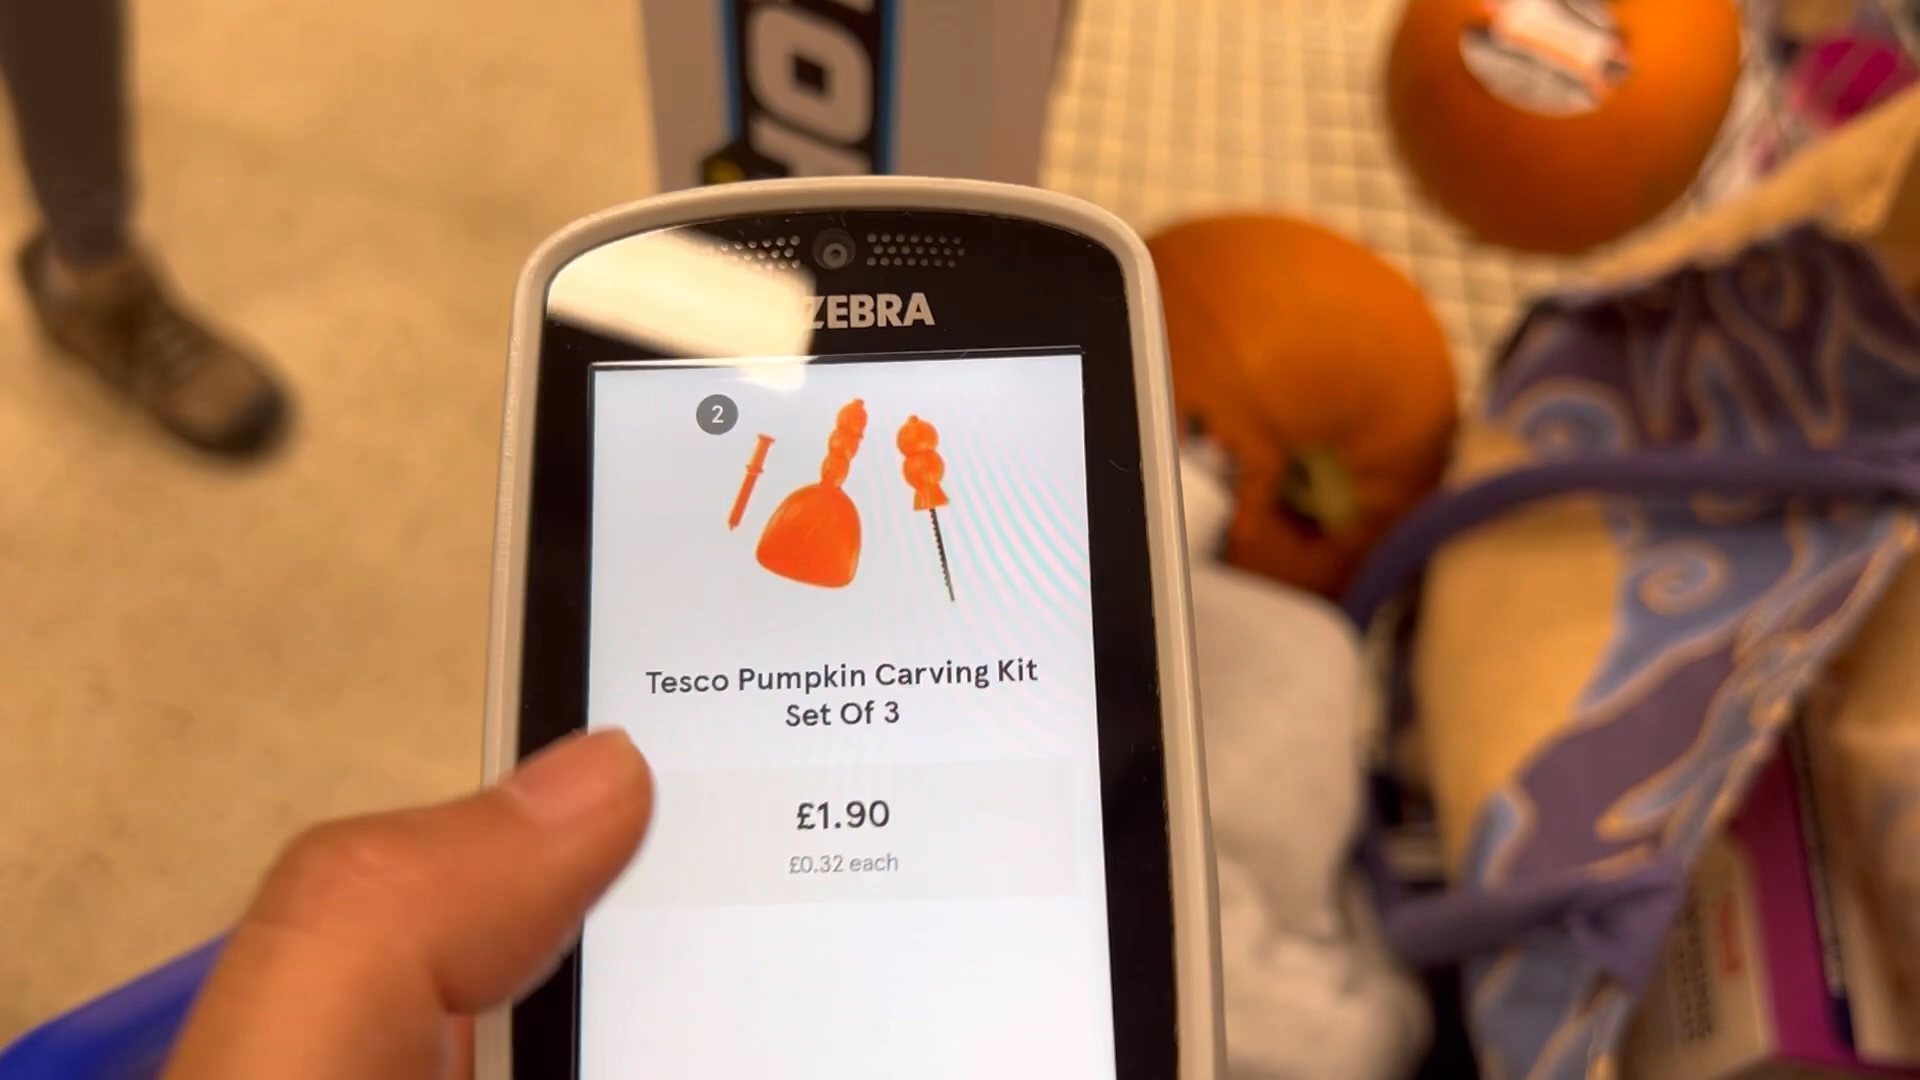 ZEBRA
2
Tesco Pumpkin Carving Kit
Set Of 3
£1.90
£0.32 each